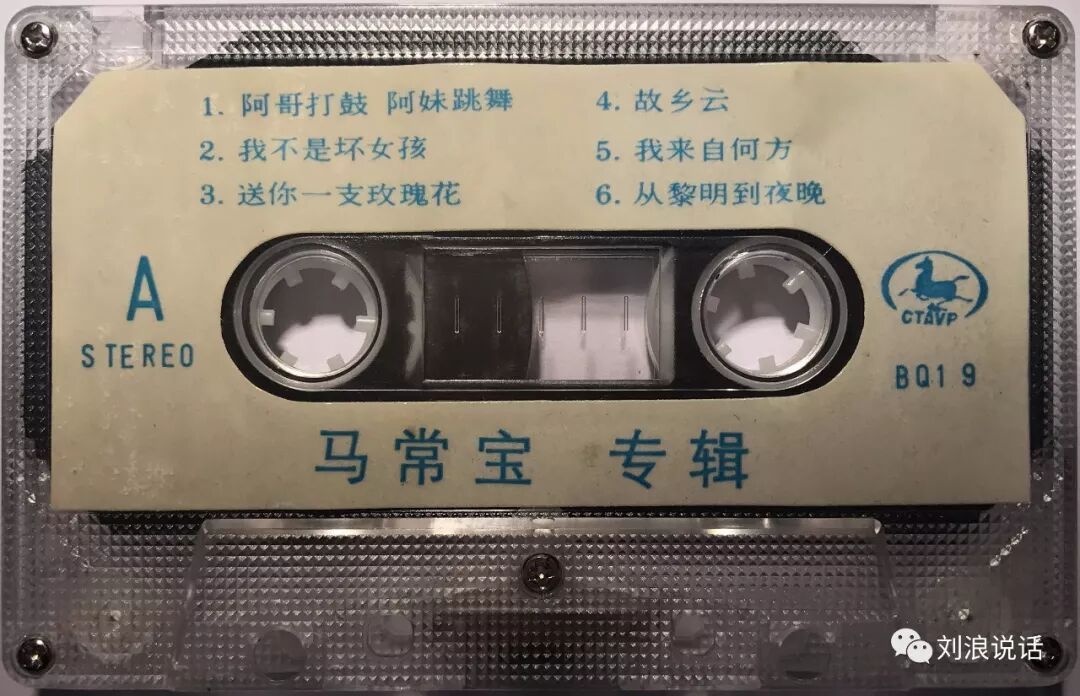 1. 阿哥打鼓 阿妹跳舞
2. 我不是坏女孩
3. 送你一支玫瑰花
4. 故乡云
5. 我来自何方
6. 从黎明到夜晚
A
STEREO
CTAVP
BQ19
马常宝 专辑
刘浪说话